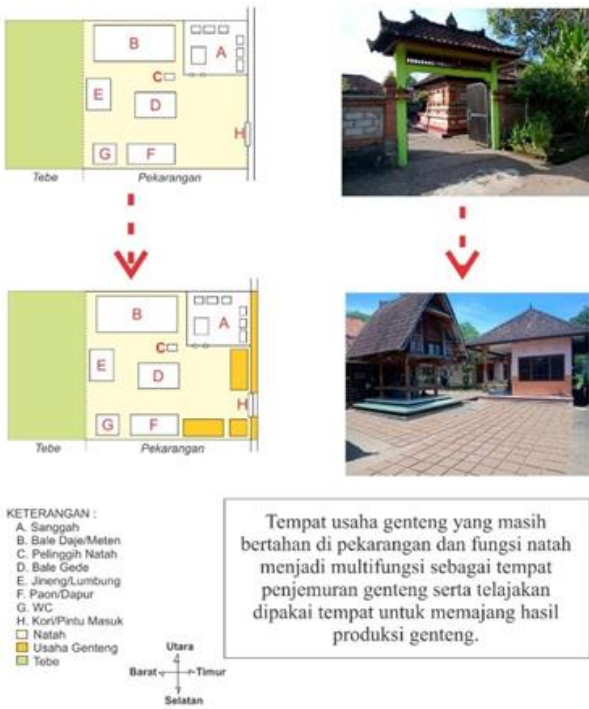 B
A
C
E
D
H
G
F
Tebe
Pekarangan
B
A
C
E
D
H
G
F
Tebe
Pekarangan
KETERANGAN :
A. Sanggah
B. Bale Daje/Meten
C. Pelinggih Natah
D. Bale Gede
E. Jineng/Lumbung
F. Paon/Dapur
G. WC
H. Kori/Pintu Masuk
Natah
Usaha Genteng
Tebe
Utara
Barat
Timur
Selatan
Tempat usaha genteng yang masih
bertahan di pekarangan dan fungsi natah
menjadi multifungsi sebagai tempat
penjemuran genteng serta telajakan
dipakai tempat untuk memajang hasil
produksi genteng.